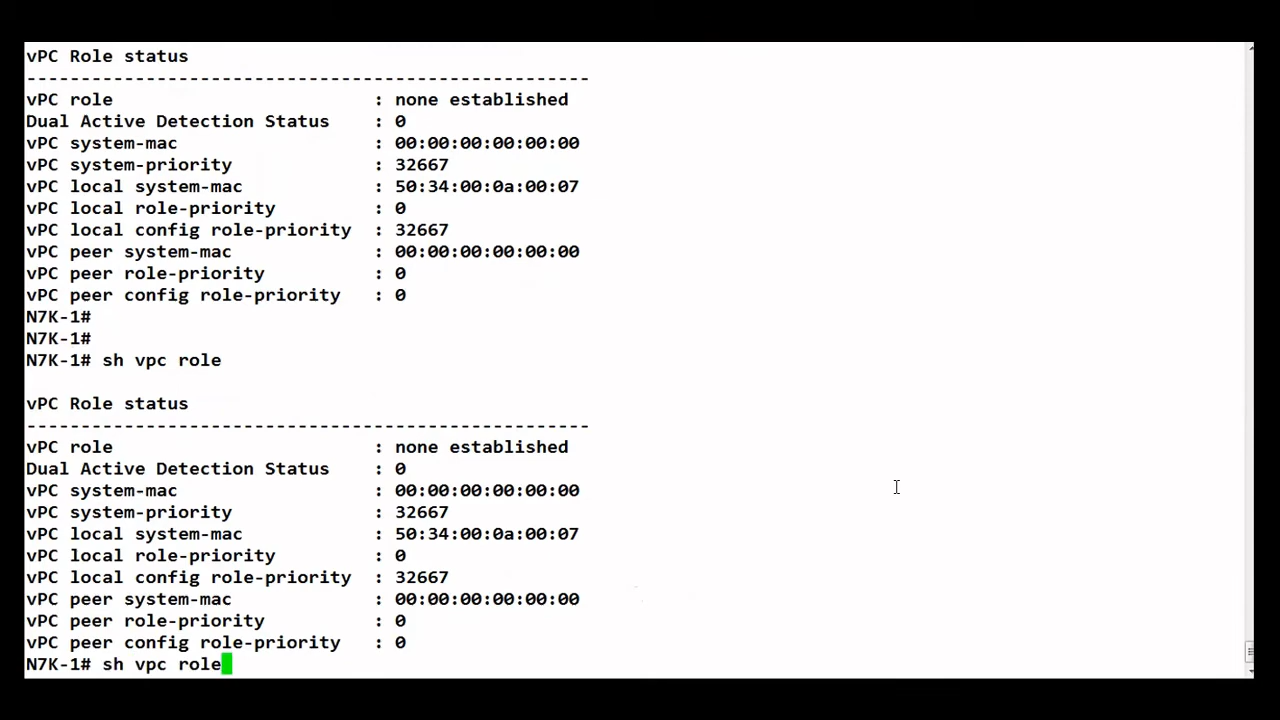 vPC Role status
----------------------------------------------------
vPC role                        : none established
Dual Active Detection Status    : 0
vPC system-mac                  : 00:00:00:00:00:00
vPC system-priority             : 32667
vPC local system-mac            : 50:34:00:0a:00:07
vPC local role-priority         : 0
vPC local config role-priority  : 32667
vPC peer system-mac             : 00:00:00:00:00:00
vPC peer role-priority          : 0
vPC peer config role-priority   : 0
N7K-1#
N7K-1#
N7K-1# sh vpc role
vPC Role status
----------------------------------------------------
vPC role                        : none established
Dual Active Detection Status    : 0
vPC system-mac                  : 00:00:00:00:00:00
vPC system-priority             : 32667
vPC local system-mac            : 50:34:00:0a:00:07
vPC local role-priority         : 0
vPC local config role-priority  : 32667
vPC peer system-mac             : 00:00:00:00:00:00
vPC peer role-priority          : 0
vPC peer config role-priority   : 0
N7K-1# sh vpc role